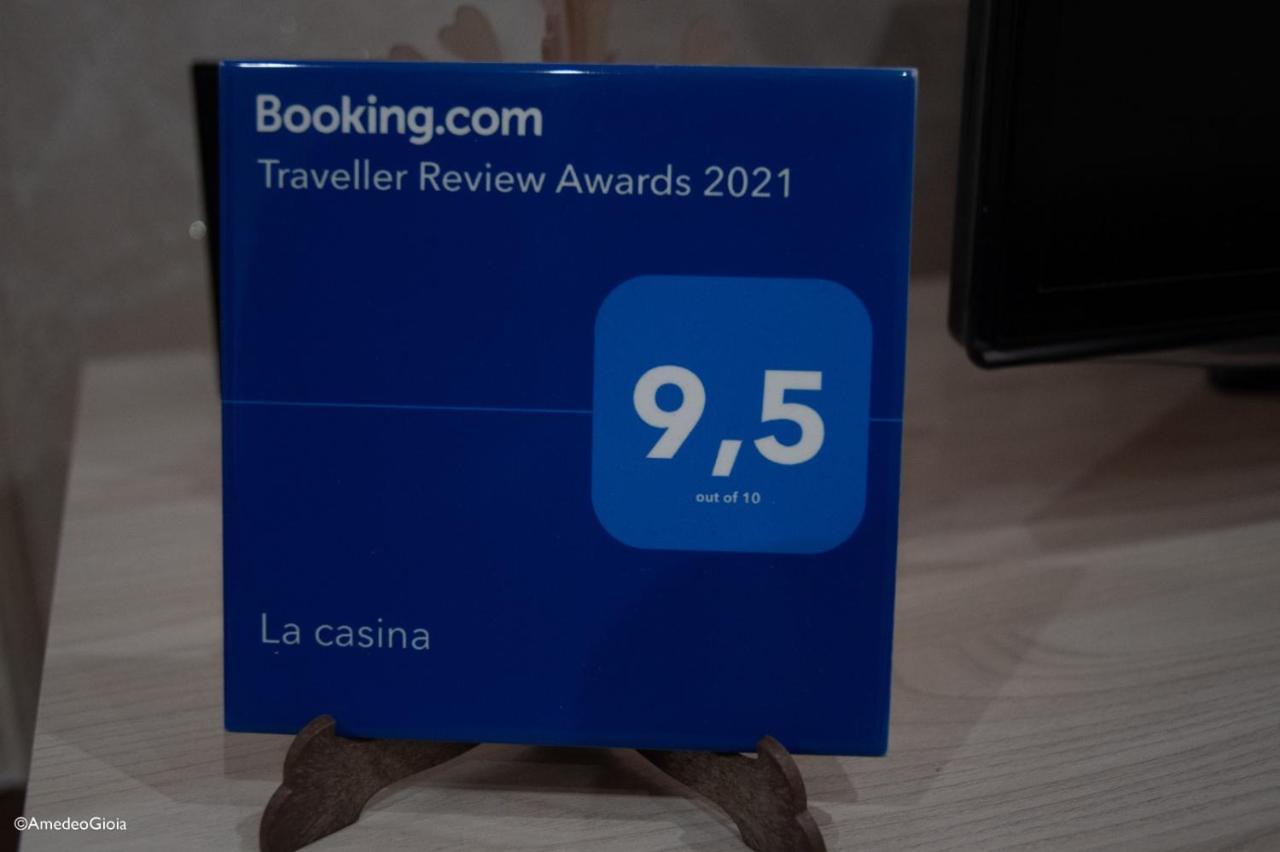 Booking.com
Traveller Review Awards 2021
9,5
out of 10
La casina
©AmedeoGioia